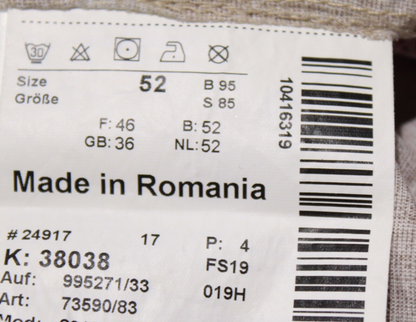 30
Size 52 B 95
Größe S 85
F: 46 B: 52
GB: 36 NL: 52
10416319
Made in Romania
# 24917 17 P: 4
K: 38038 FS19
Auf: 995271/33 019H
Art: 73590/83